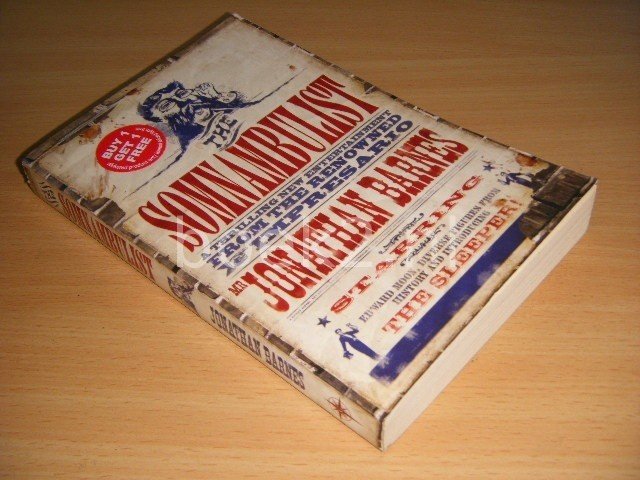 BUY 1
GET 1
FREE
THE
SOMNAMBULIST
A THRILLING NEW ENTERTAINMENT
FROM THE RENOWNED
IMPRESARIO
MR JONATHAN BARNES
STARRING
EDWARD MOON, DIVERSE FIGURES FROM
HISTORY AND INTRODUCING
THE SLEEPER!
SOMNAMBULIST
JONATHAN BARNES